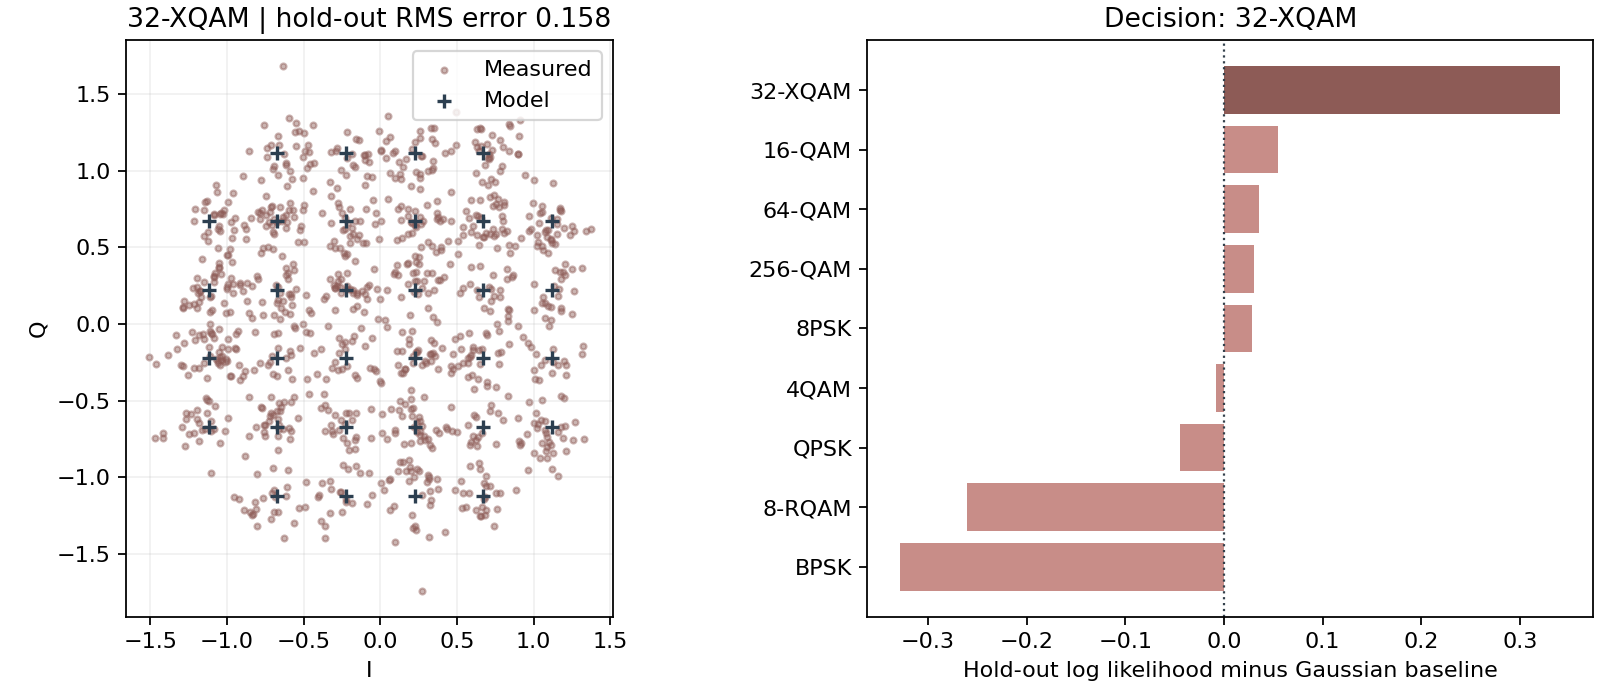 32-XQAM | hold-out RMS error 0.158
Measured
Model
1.5
1.0
0.5
0.0
−0.5
−1.0
−1.5
Q
−1.5
−1.0
−0.5
0.0
0.5
1.0
1.5
I
Decision: 32-XQAM
32-XQAM
16-QAM
64-QAM
256-QAM
8PSK
4QAM
QPSK
8-RQAM
BPSK
−0.3
−0.2
−0.1
0.0
0.1
0.2
0.3
Hold-out log likelihood minus Gaussian baseline